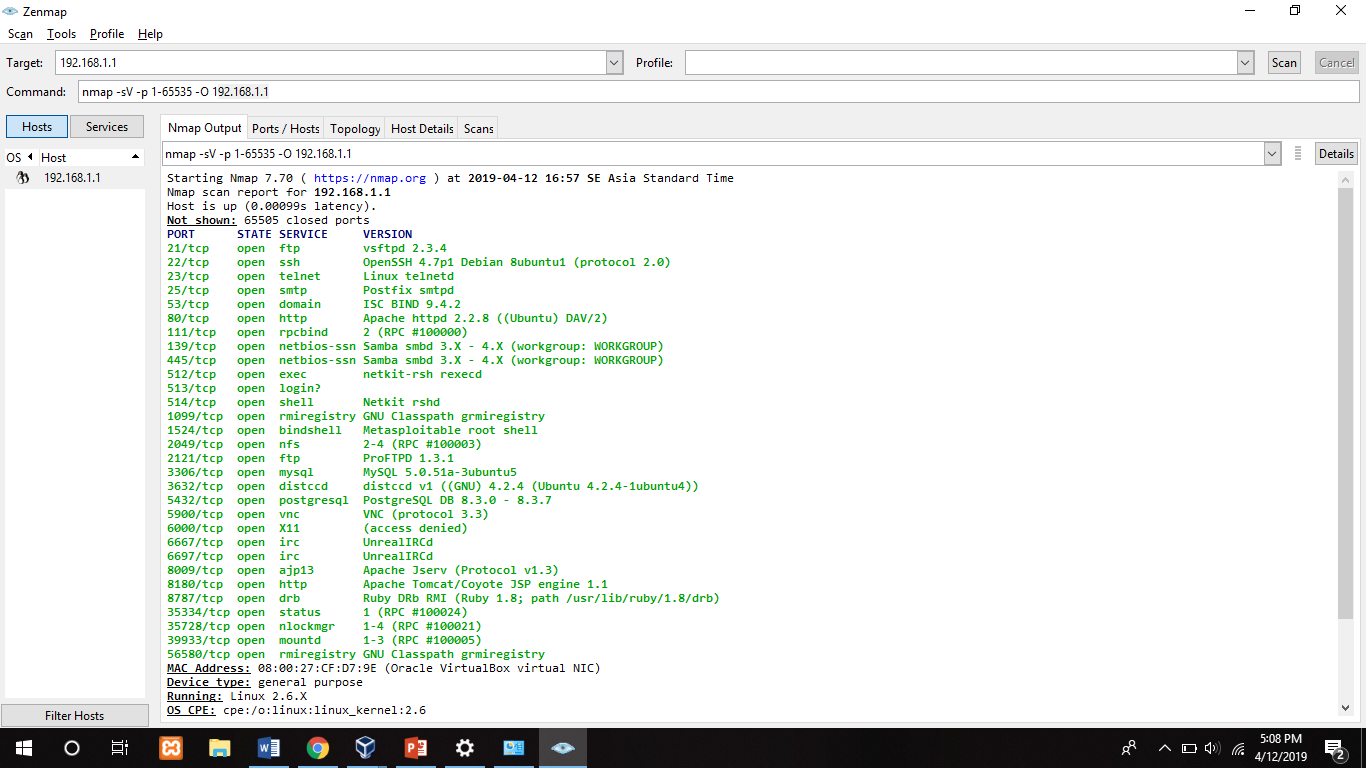 Zenmap
Scan Tools Profile Help
Target: 192.168.1.1 Profile: Scan Cancel
Command: nmap -sV -p 1-65535 -O 192.168.1.1
Hosts Services
Nmap Output Ports / Hosts Topology Host Details Scans
OS Host
192.168.1.1
nmap -sV -p 1-65535 -O 192.168.1.1 Details
Starting Nmap 7.70 ( https://nmap.org ) at 2019-04-12 16:57 SE Asia Standard Time
Nmap scan report for 192.168.1.1
Host is up (0.00099s latency).
Not shown: 65505 closed ports
PORT STATE SERVICE VERSION
21/tcp open ftp vsftpd 2.3.4
22/tcp open ssh OpenSSH 4.7p1 Debian 8ubuntu1 (protocol 2.0)
23/tcp open telnet Linux telnetd
25/tcp open smtp Postfix smtpd
53/tcp open domain ISC BIND 9.4.2
80/tcp open http Apache httpd 2.2.8 ((Ubuntu) DAV/2)
111/tcp open rpcbind 2 (RPC #100000)
139/tcp open netbios-ssn Samba smbd 3.X - 4.X (workgroup: WORKGROUP)
445/tcp open netbios-ssn Samba smbd 3.X - 4.X (workgroup: WORKGROUP)
512/tcp open exec netkit-rsh rexecd
513/tcp open login?
514/tcp open shell Netkit rshd
1099/tcp open rmiregistry GNU Classpath grmiregistry
1524/tcp open bindshell Metasploitable root shell
2049/tcp open nfs 2-4 (RPC #100003)
2121/tcp open ftp ProFTPD 1.3.1
3306/tcp open mysql MySQL 5.0.51a-3ubuntu5
3632/tcp open distccd distccd v1 ((GNU) 4.2.4 (Ubuntu 4.2.4-1ubuntu4))
5432/tcp open postgresql PostgreSQL DB 8.3.0 - 8.3.7
5900/tcp open vnc VNC (protocol 3.3)
6000/tcp open X11 (access denied)
6667/tcp open irc UnrealIRCd
6697/tcp open irc UnrealIRCd
8009/tcp open ajp13 Apache Jserv (Protocol v1.3)
8180/tcp open http Apache Tomcat/Coyote JSP engine 1.1
8787/tcp open drb Ruby DRb RMI (Ruby 1.8; path /usr/lib/ruby/1.8/drb)
35334/tcp open status 1 (RPC #100024)
35728/tcp open nlockmgr 1-4 (RPC #100021)
39933/tcp open mountd 1-3 (RPC #100005)
56580/tcp open rmiregistry GNU Classpath grmiregistry
MAC Address: 08:00:27:CF:D7:9E (Oracle VirtualBox virtual NIC)
Device type: general purpose
Running: Linux 2.6.X
OS CPE: cpe:/o:linux:linux_kernel:2.6
Filter Hosts
5:08 PM
4/12/2019
2